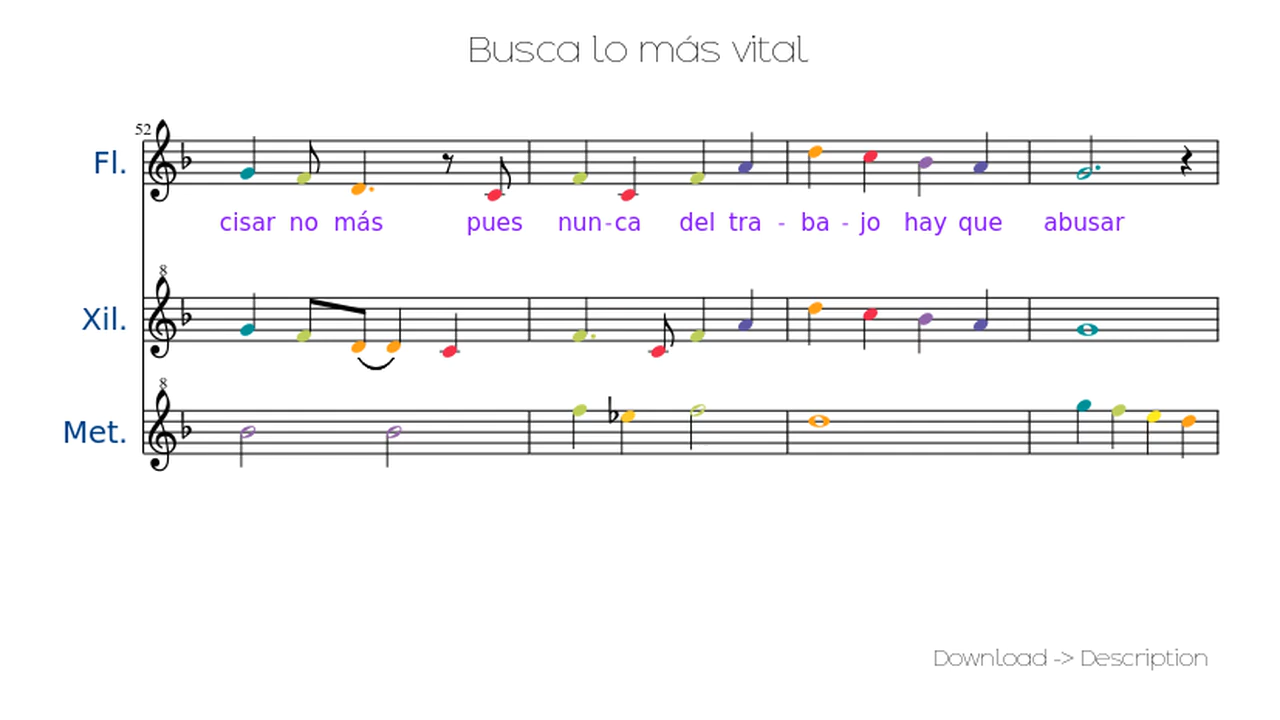 Busca lo más vital
52
Fl.
cisar no más pues nun-ca del tra - ba - jo hay que abusar
8
Xil.
8
Met.
Download -> Description